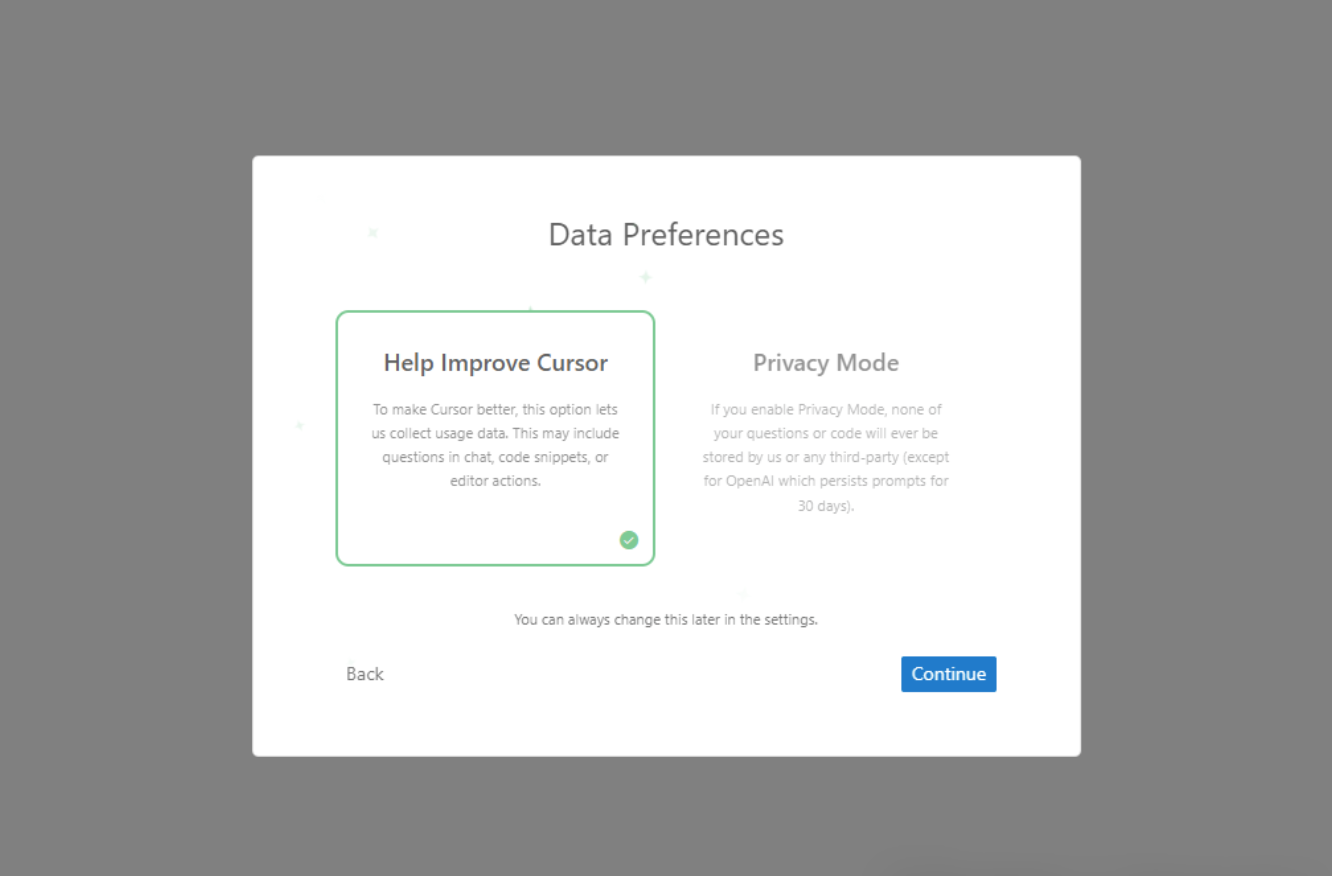 Data Preferences
Help Improve Cursor
To make Cursor better, this option lets
us collect usage data. This may include
questions in chat, code snippets, or
editor actions.
Privacy Mode
If you enable Privacy Mode, none of
your questions or code will ever be
stored by us or any third-party (except
for OpenAI which persists prompts for
30 days).
You can always change this later in the settings.
Back
Continue